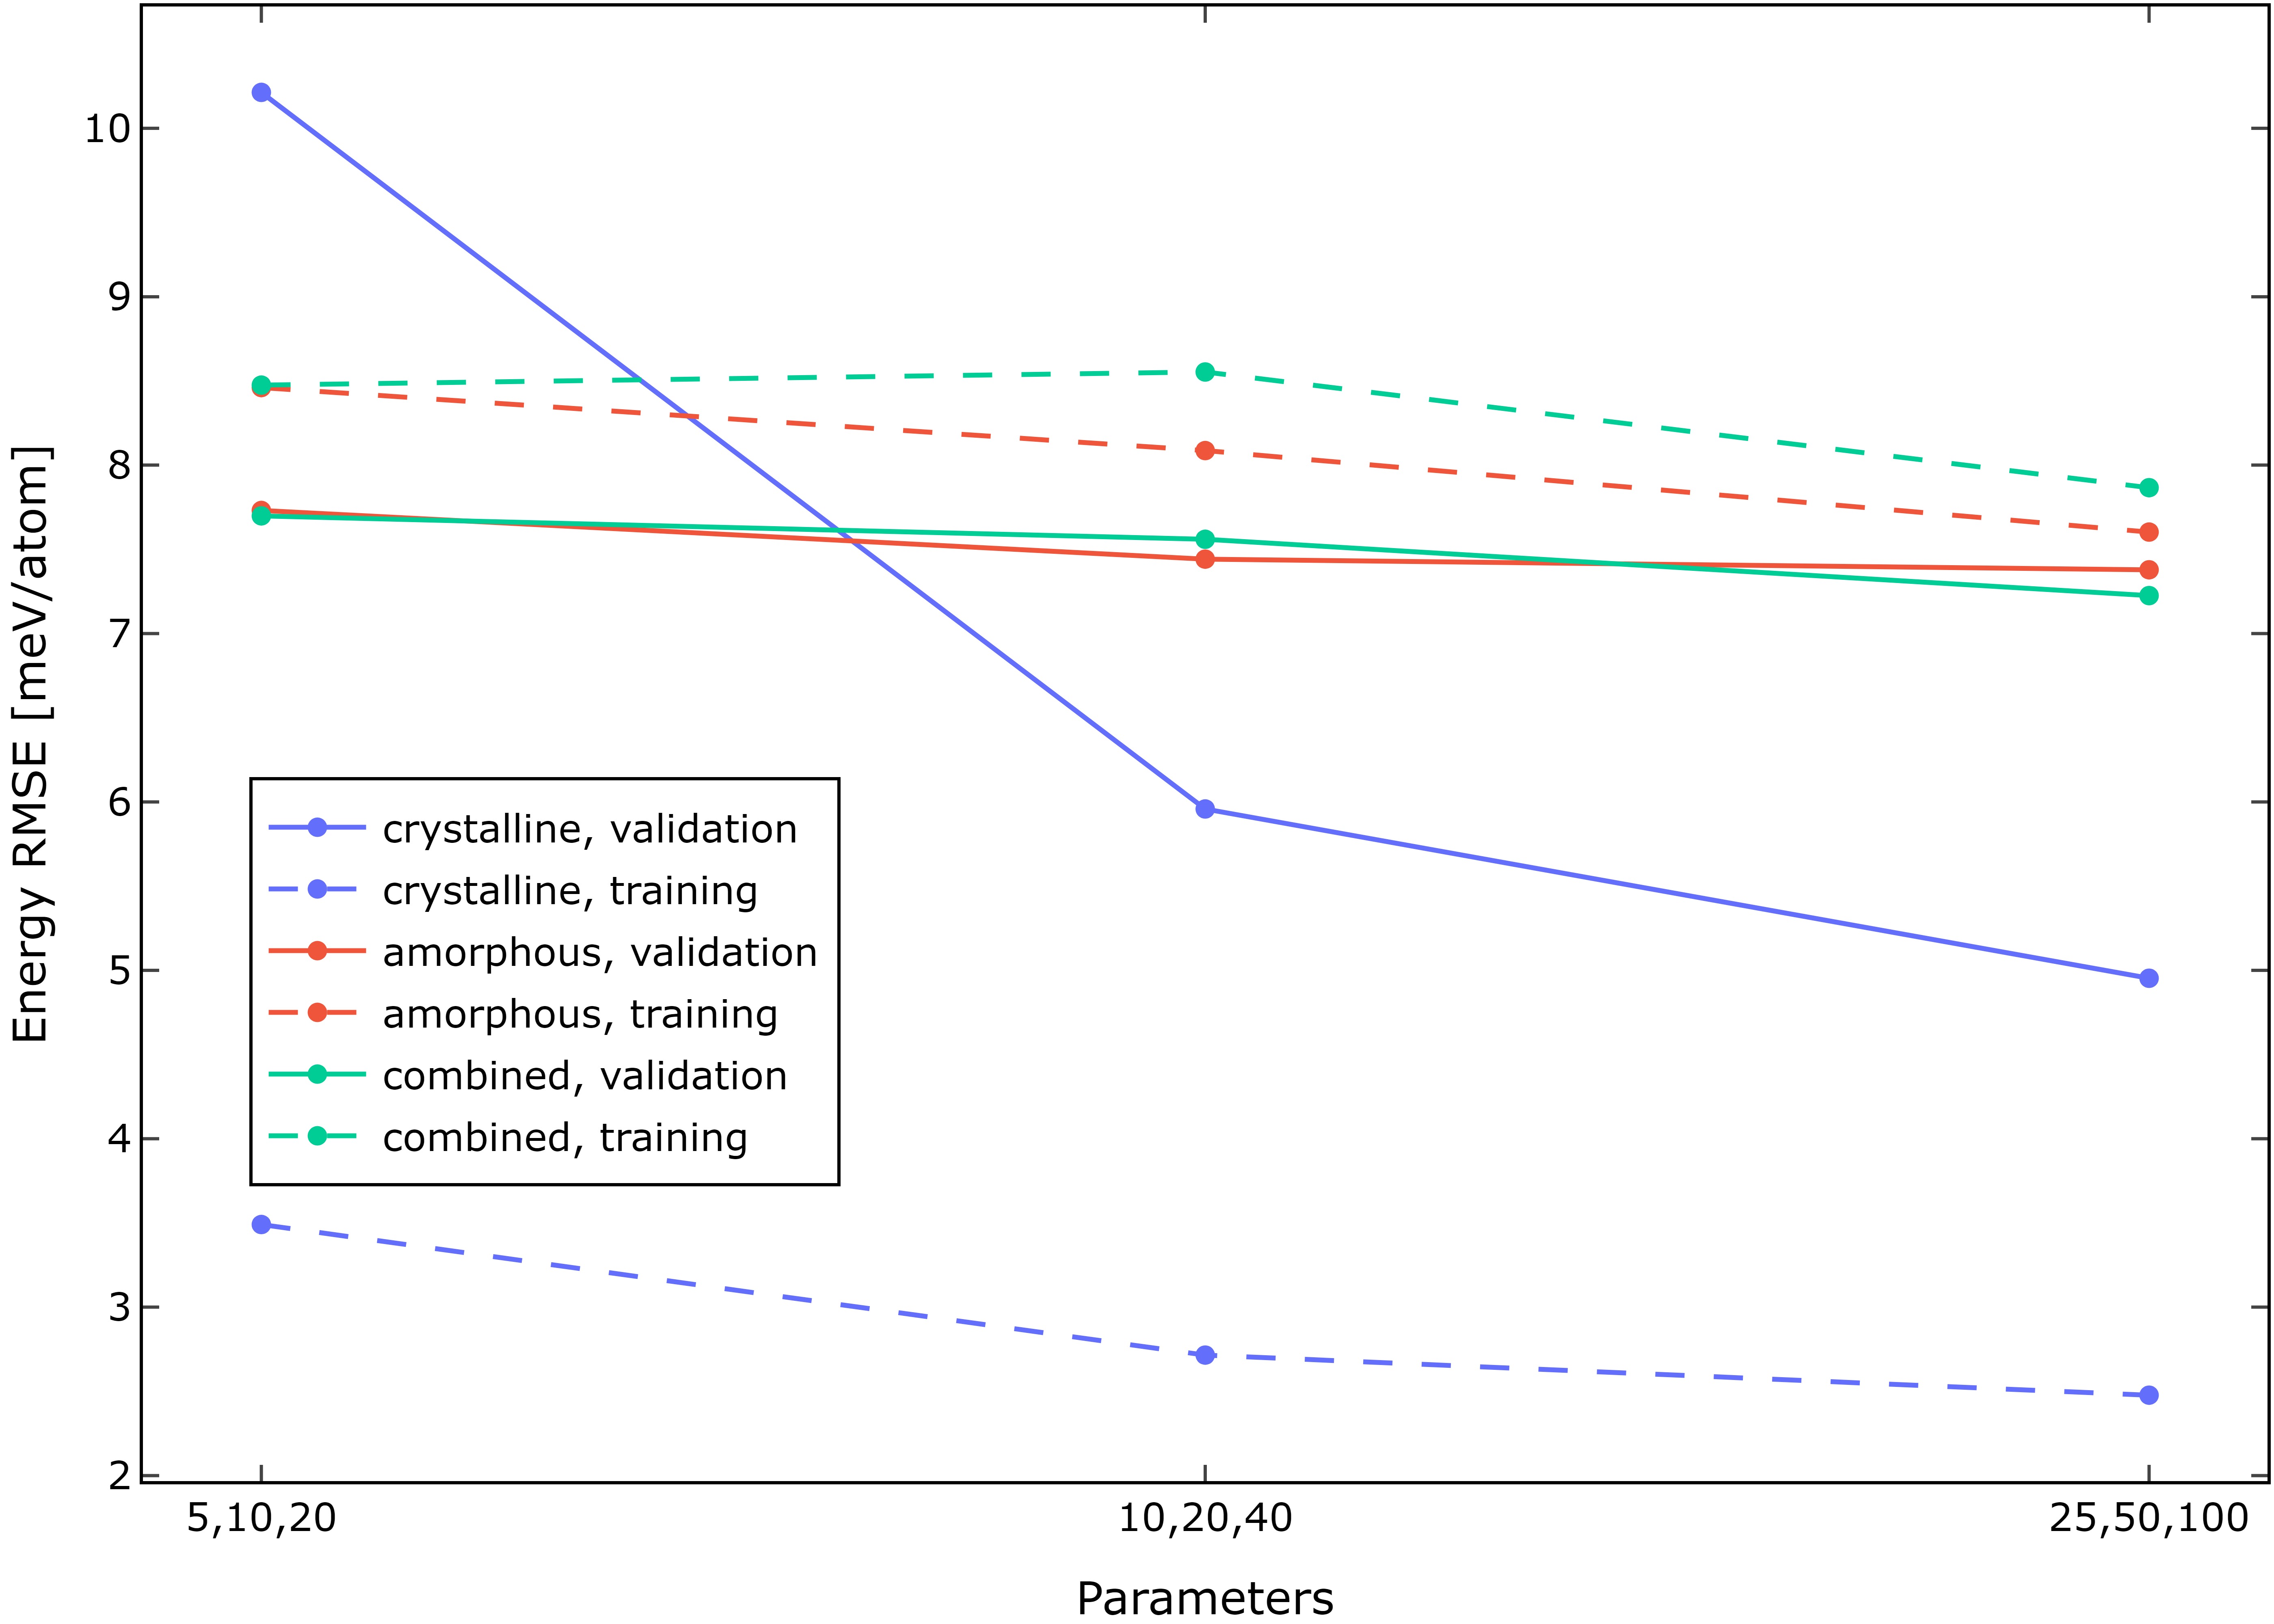 10
9
8
7
6
5
4
3
2
Energy RMSE [meV/atom]
crystalline, validation
crystalline, training
amorphous, validation
amorphous, training
combined, validation
combined, training
5,10,20
10,20,40
25,50,100
Parameters